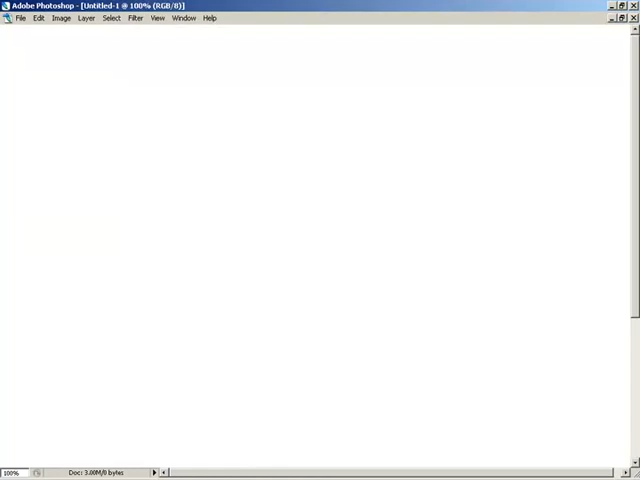 Adobe Photoshop - [Untitled-1 @ 100% (RGB/8)]
File Edit Image Layer Select Filter View Window Help
100% Doc: 3.00M/0 bytes